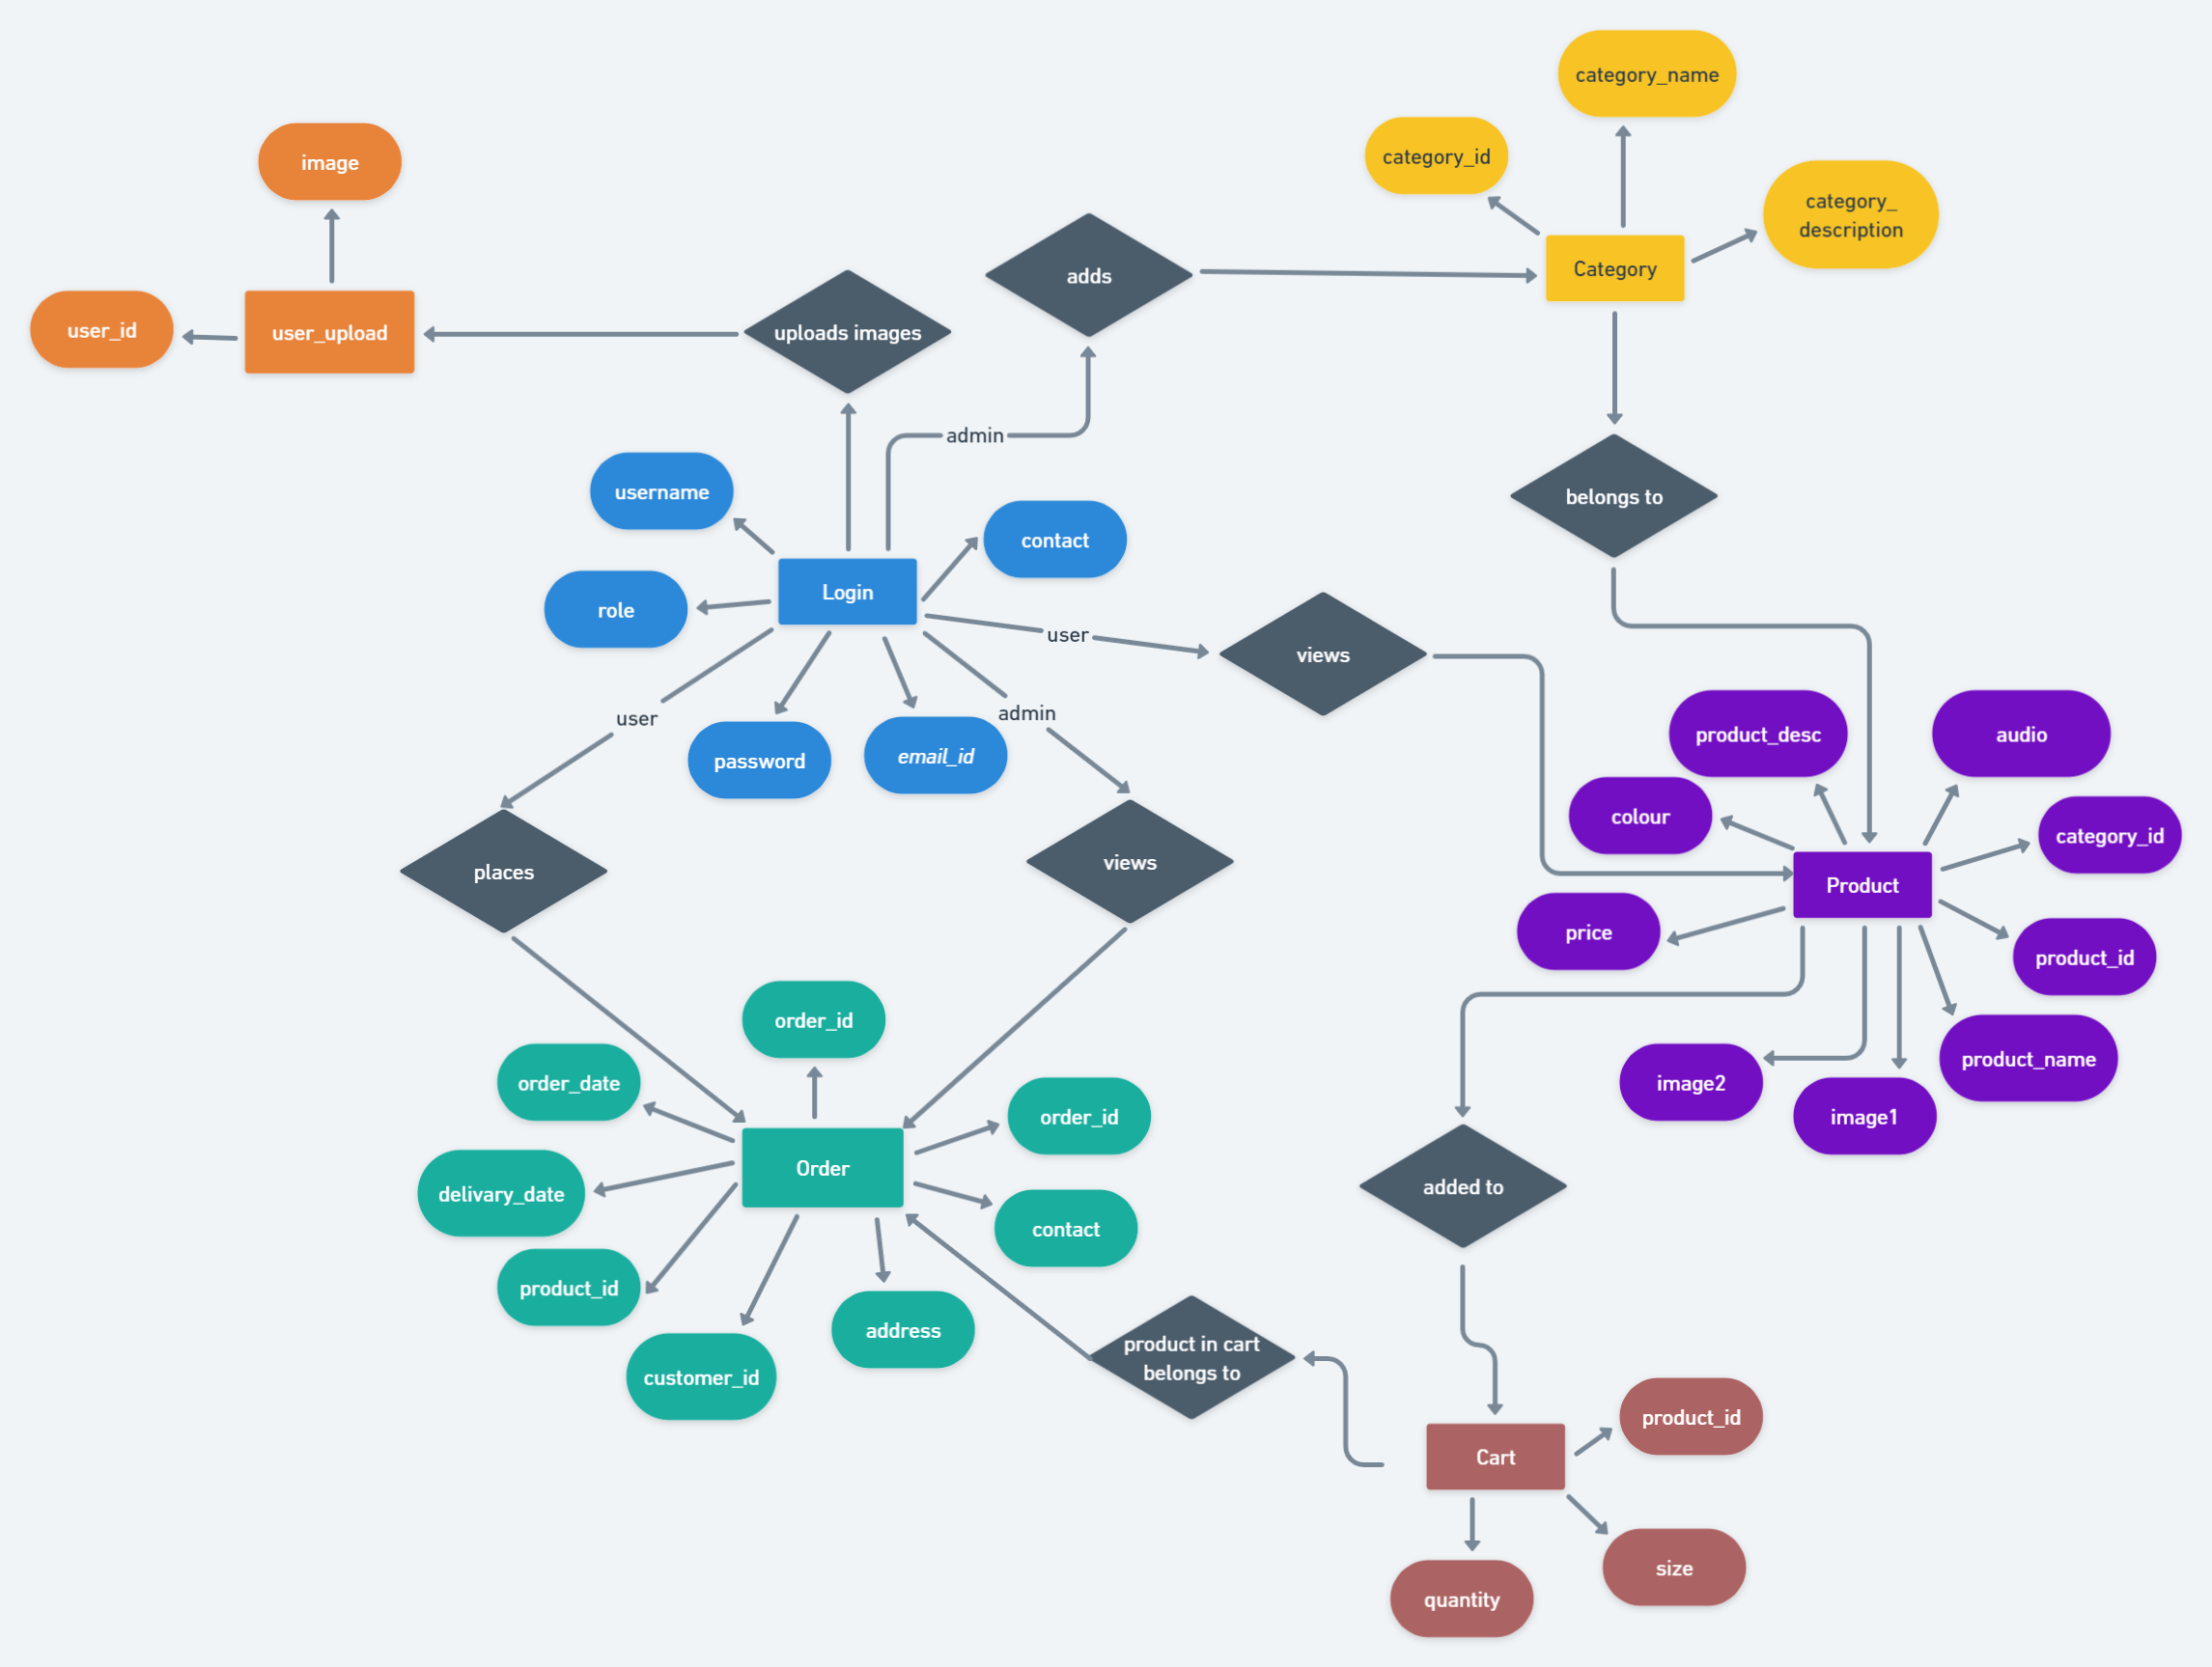 category_name
category_id
image
category_
description
adds
Category
user_id
user_upload
uploads images
admin
username
contact
belongs to
Login
role
user
views
user
admin
password
email_id
product_desc
audio
colour
category_id
places
views
Product
price
product_id
order_id
order_date
product_name
image2
order_id
image1
Order
added to
delivary_date
contact
product_id
address
product in cart
belongs to
customer_id
product_id
Cart
size
quantity